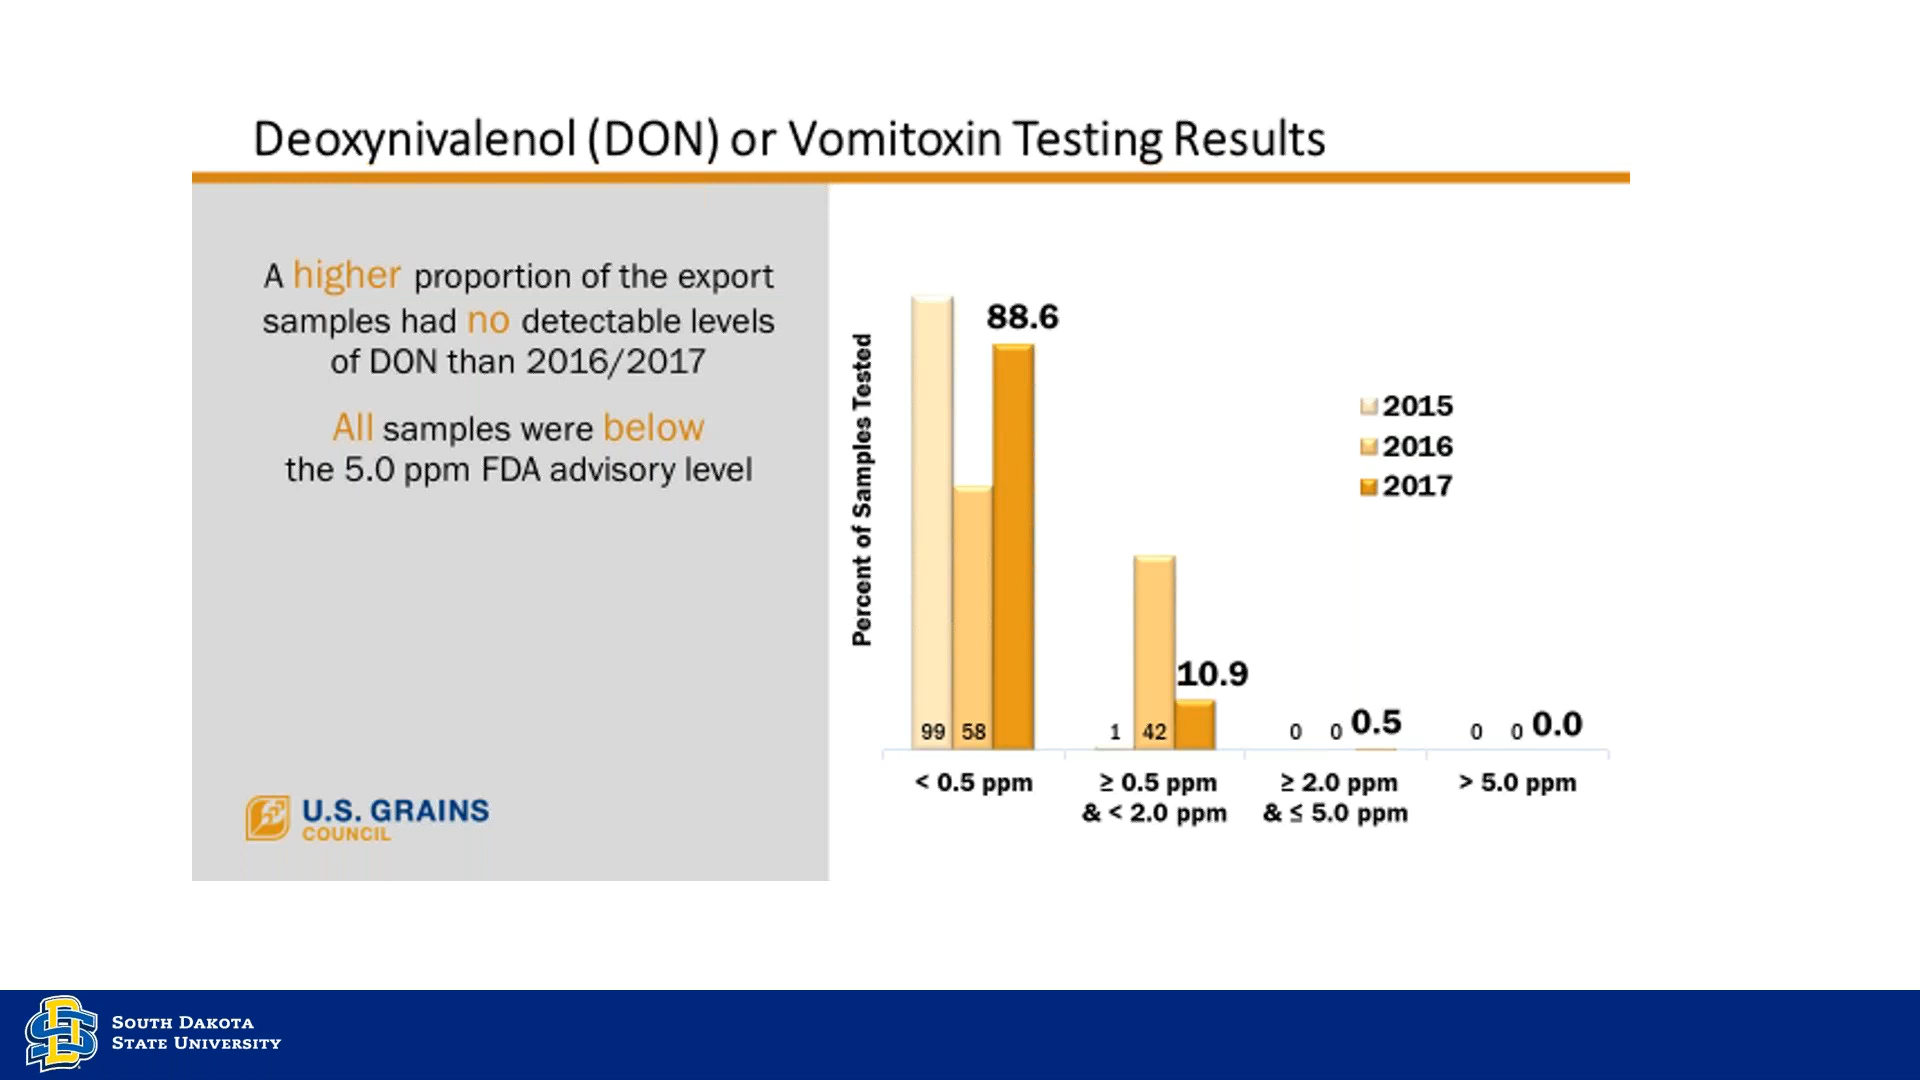 Deoxynivalenol (DON) or Vomitoxin Testing Results
A higher proportion of the export
samples had no detectable levels
of DON than 2016/2017
All samples were below
the 5.0 ppm FDA advisory level
U.S. GRAINS
COUNCIL
Percent of Samples Tested
88.6
99 58
10.9
1 42
0 0 0.5
0 0 0.0
< 0.5 ppm
≥ 0.5 ppm
& < 2.0 ppm
≥ 2.0 ppm
& ≤ 5.0 ppm
> 5.0 ppm
2015
2016
2017
SOUTH DAKOTA
STATE UNIVERSITY